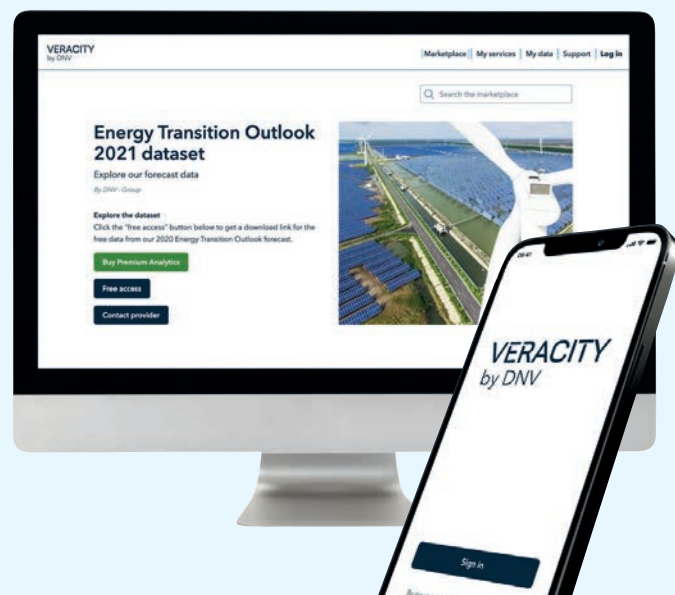 VERACITY
by DNV
Marketplace
My services
My data
Support
Log in
Search the marketplace
Energy Transition Outlook
2021 dataset
Explore our forecast data
By DNV - Group
Explore the dataset
Click the "free access" button below to get a download link for the
free data from our 2020 Energy Transition Outlook forecast.
Buy Premium Analytics
Free access
Contact provider
09:41
VERACITY
by DNV
Sign in